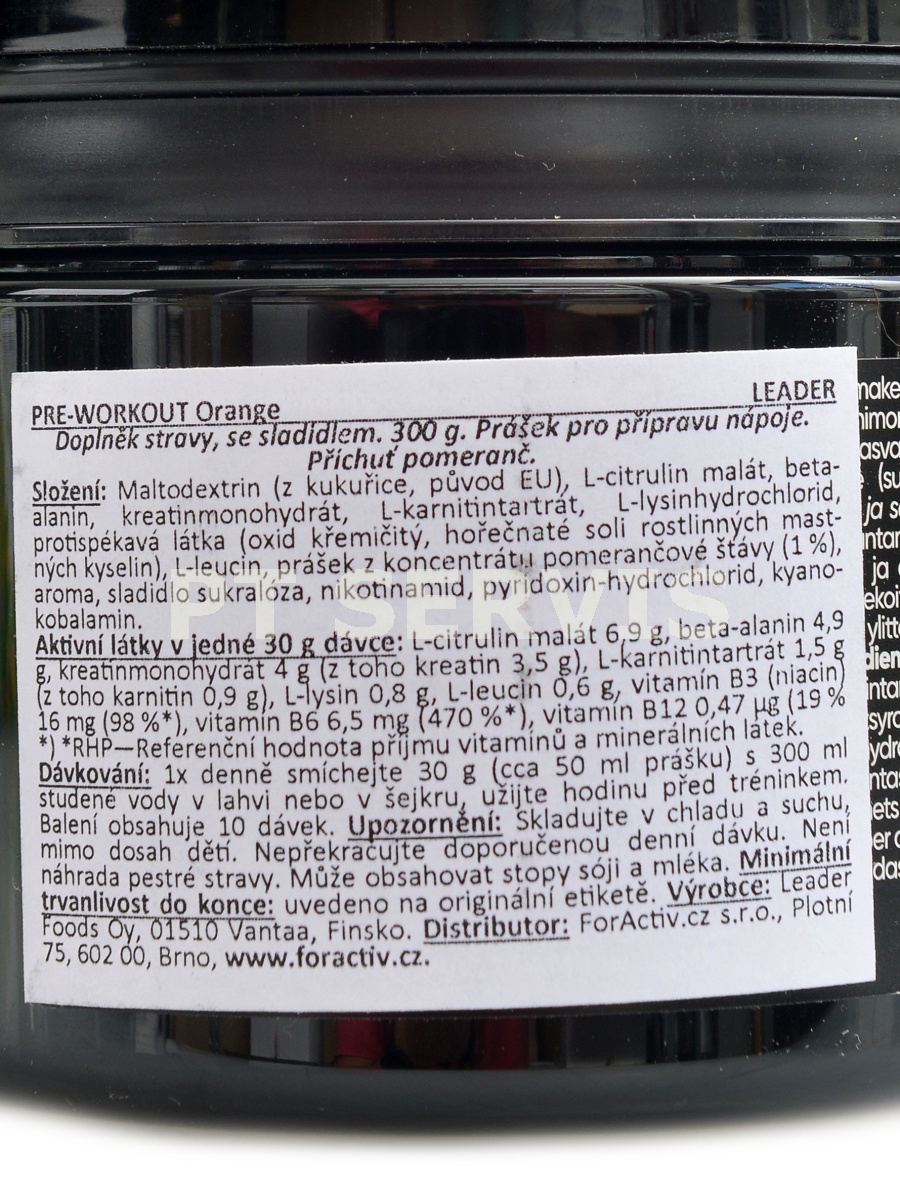 PRE-WORKOUT Orange LEADER
Doplněk stravy, se sladidlem. 300 g. Prášek pro přípravu nápoje.
Příchuť pomeranč.
Složení: Maltodextrin (z kukuřice, původ EU), L-citrulin malát, beta-
alanin, kreatinmonohydrát, L-karnitintartrát, L-lysinhydrochlorid,
protispékavá látka (oxid křemičitý, hořečnaté soli rostlinných mast-
ných kyselin), L-leucin, prášek z koncentrátu pomerančové šťávy (1 %),
aroma, sladidlo sukralóza, nikotinamid, pyridoxin-hydrochlorid, kyano-
kobalamin.
PT SERVIS
Aktivní látky v jedné 30 g dávce: L-citrulin malát 6,9 g, beta-alanin 4,9
g, kreatinmonohydrát 4 g (z toho kreatin 3,5 g), L-karnitintartrát 1,5 g
(z toho karnitin 0,9 g), L-lysin 0,8 g, L-leucin 0,6 g, vitamín B3 (niacin)
16 mg (98 %*), vitamín B6 6,5 mg (470 %*), vitamín B12 0,47 µg (19 %
*) *RHP—Referenční hodnota příjmu vitamínů a minerálních látek.
Dávkování: 1x denně smíchejte 30 g (cca 50 ml prášku) s 300 ml
studené vody v lahvi nebo v šejkru, užijte hodinu před tréninkem.
Balení obsahuje 10 dávek. Upozornění: Skladujte v chladu a suchu,
mimo dosah dětí. Nepřekračujte doporučenou denní dávku. Není
náhrada pestré stravy. Může obsahovat stopy sóji a mléka. Minimální
trvanlivost do konce: uvedeno na originální etiketě. Výrobce: Leader
Foods Oy, 01510 Vantaa, Finsko. Distributor: ForActiv.cz s.r.o., Plotní
75, 602 00, Brno, www.foractiv.cz.